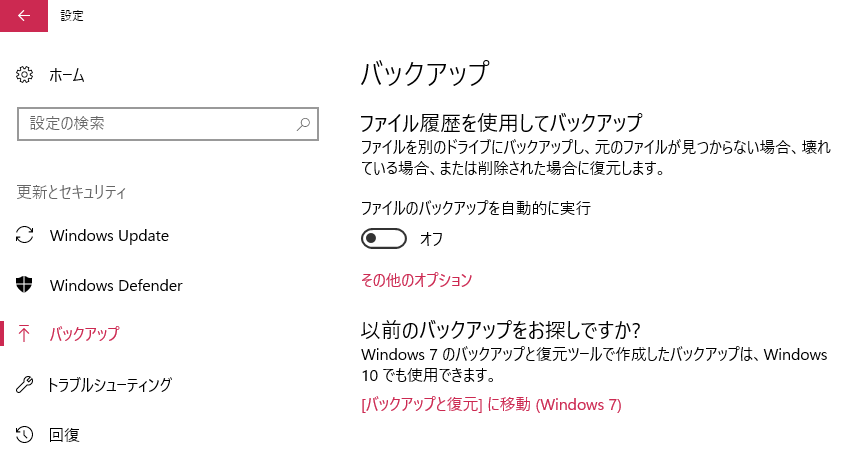 設定
ホーム
設定の検索
更新とセキュリティ
Windows Update
Windows Defender
バックアップ
トラブルシューティング
回復
バックアップ
ファイル履歴を使用してバックアップ
ファイルを別のドライブにバックアップし、元のファイルが見つからない場合、壊れ
ている場合、または削除された場合に復元します。
ファイルのバックアップを自動的に実行
オフ
その他のオプション
以前のバックアップをお探しですか?
Windows 7 のバックアップと復元ツールで作成したバックアップは、Windows
10 でも使用できます。
[バックアップと復元] に移動 (Windows 7)